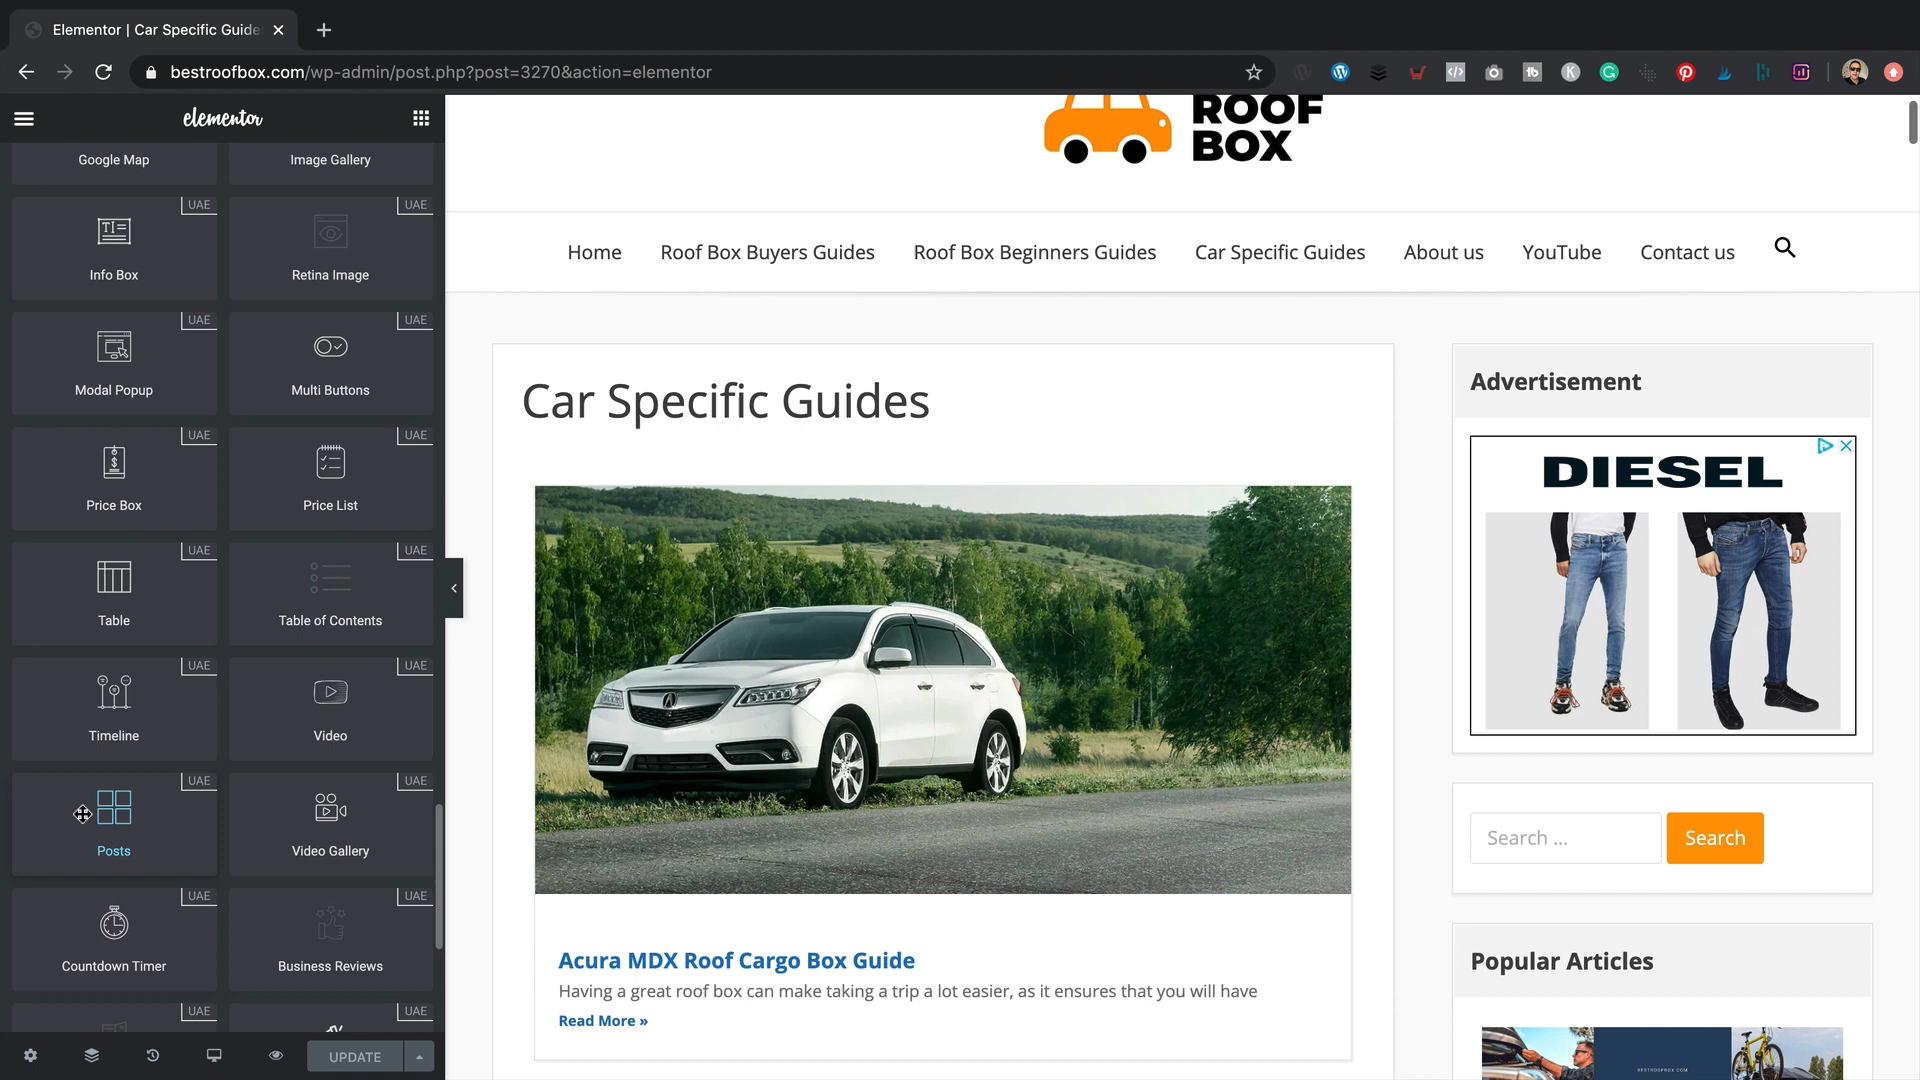 Elementor | Car Specific Guide
bestroofbox.com/wp-admin/post.php?post=3270&action=elementor
elementor
Google Map
Image Gallery
UAE
Info Box
UAE
Retina Image
UAE
Modal Popup
UAE
Multi Buttons
UAE
Price Box
UAE
Price List
UAE
Table
UAE
Table of Contents
UAE
Timeline
UAE
Video
UAE
Posts
UAE
Video Gallery
UAE
Countdown Timer
UAE
Business Reviews
UAE
UAE
UPDATE
ROOF
BOX
Home
Roof Box Buyers Guides
Roof Box Beginners Guides
Car Specific Guides
About us
YouTube
Contact us
Car Specific Guides
Acura MDX Roof Cargo Box Guide
Having a great roof box can make taking a trip a lot easier, as it ensures that you will have
Read More »
Advertisement
DIESEL
Search ...
Search
Popular Articles
BESTROOFBOX.COM